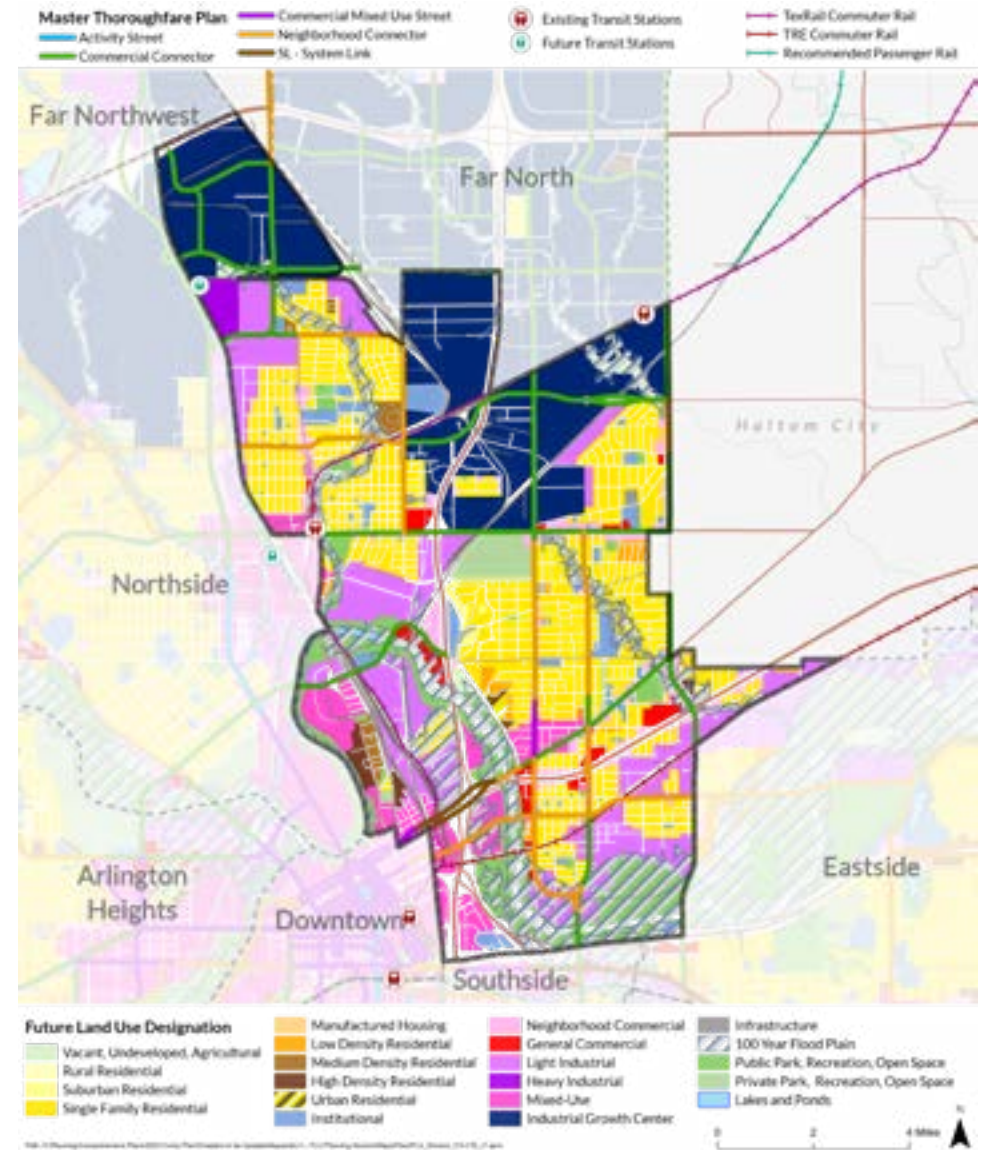 Master Thoroughfare Plan
Activity Street
Commercial Connector
Commercial Mixed Use Street
Neighborhood Connector
SL - System Link
Existing Transit Stations
Future Transit Stations
TexRail Commuter Rail
TRE Commuter Rail
Recommended Passenger Rail
Far Northwest
Far North
Haltom City
Northside
Arlington
Heights
Downtown
Eastside
Southside
Future Land Use Designation
Vacant, Undeveloped, Agricultural
Rural Residential
Suburban Residential
Single Family Residential
Manufactured Housing
Low Density Residential
Medium Density Residential
High Density Residential
Urban Residential
Institutional
Neighborhood Commercial
General Commercial
Light Industrial
Heavy Industrial
Mixed-Use
Industrial Growth Center
Infrastructure
100 Year Flood Plain
Public Park, Recreation, Open Space
Private Park, Recreation, Open Space
Lakes and Ponds
N
0 2 4 Miles